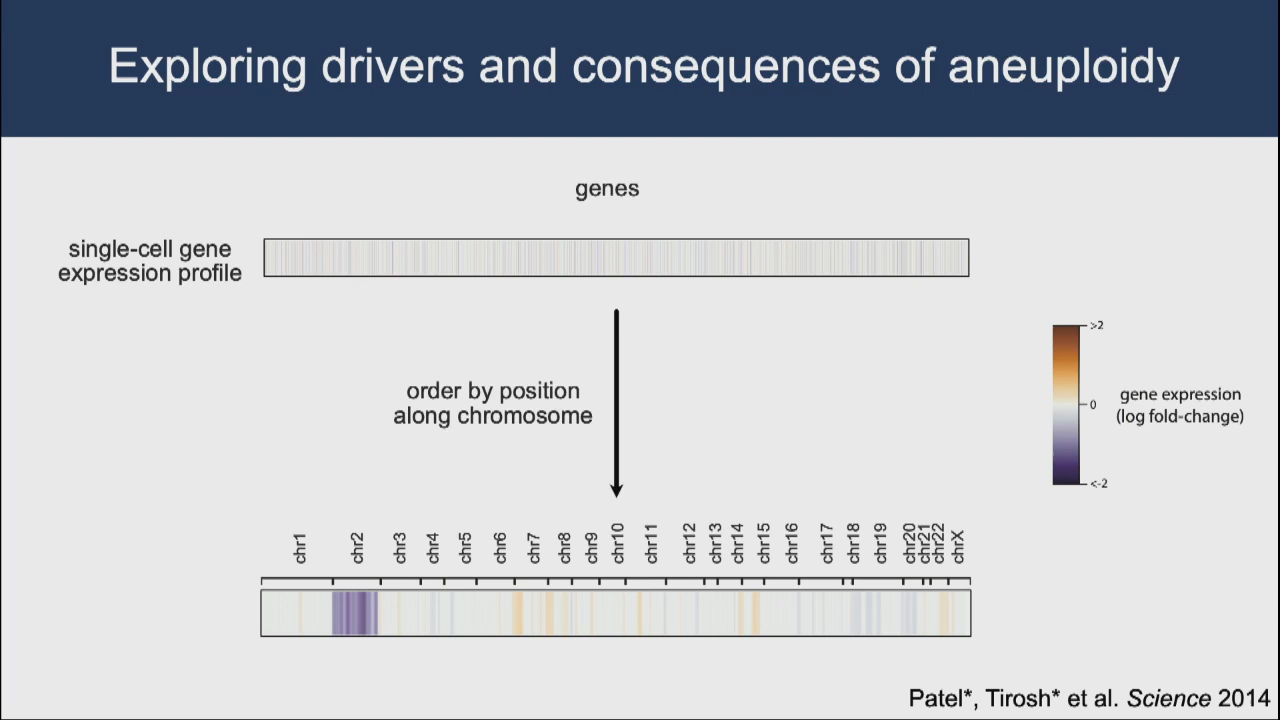 Exploring drivers and consequences of aneuploidy
genes
single-cell gene
expression profile
order by position
along chromosome
>2
0
<-2
gene expression
(log fold-change)
chr1
chr2
chr3
chr4
chr5
chr6
chr7
chr8
chr9
chr10
chr11
chr12
chr13
chr14
chr15
chr16
chr17
chr18
chr19
chr20
chr21
chr22
chrX
Patel*, Tirosh* et al. Science 2014